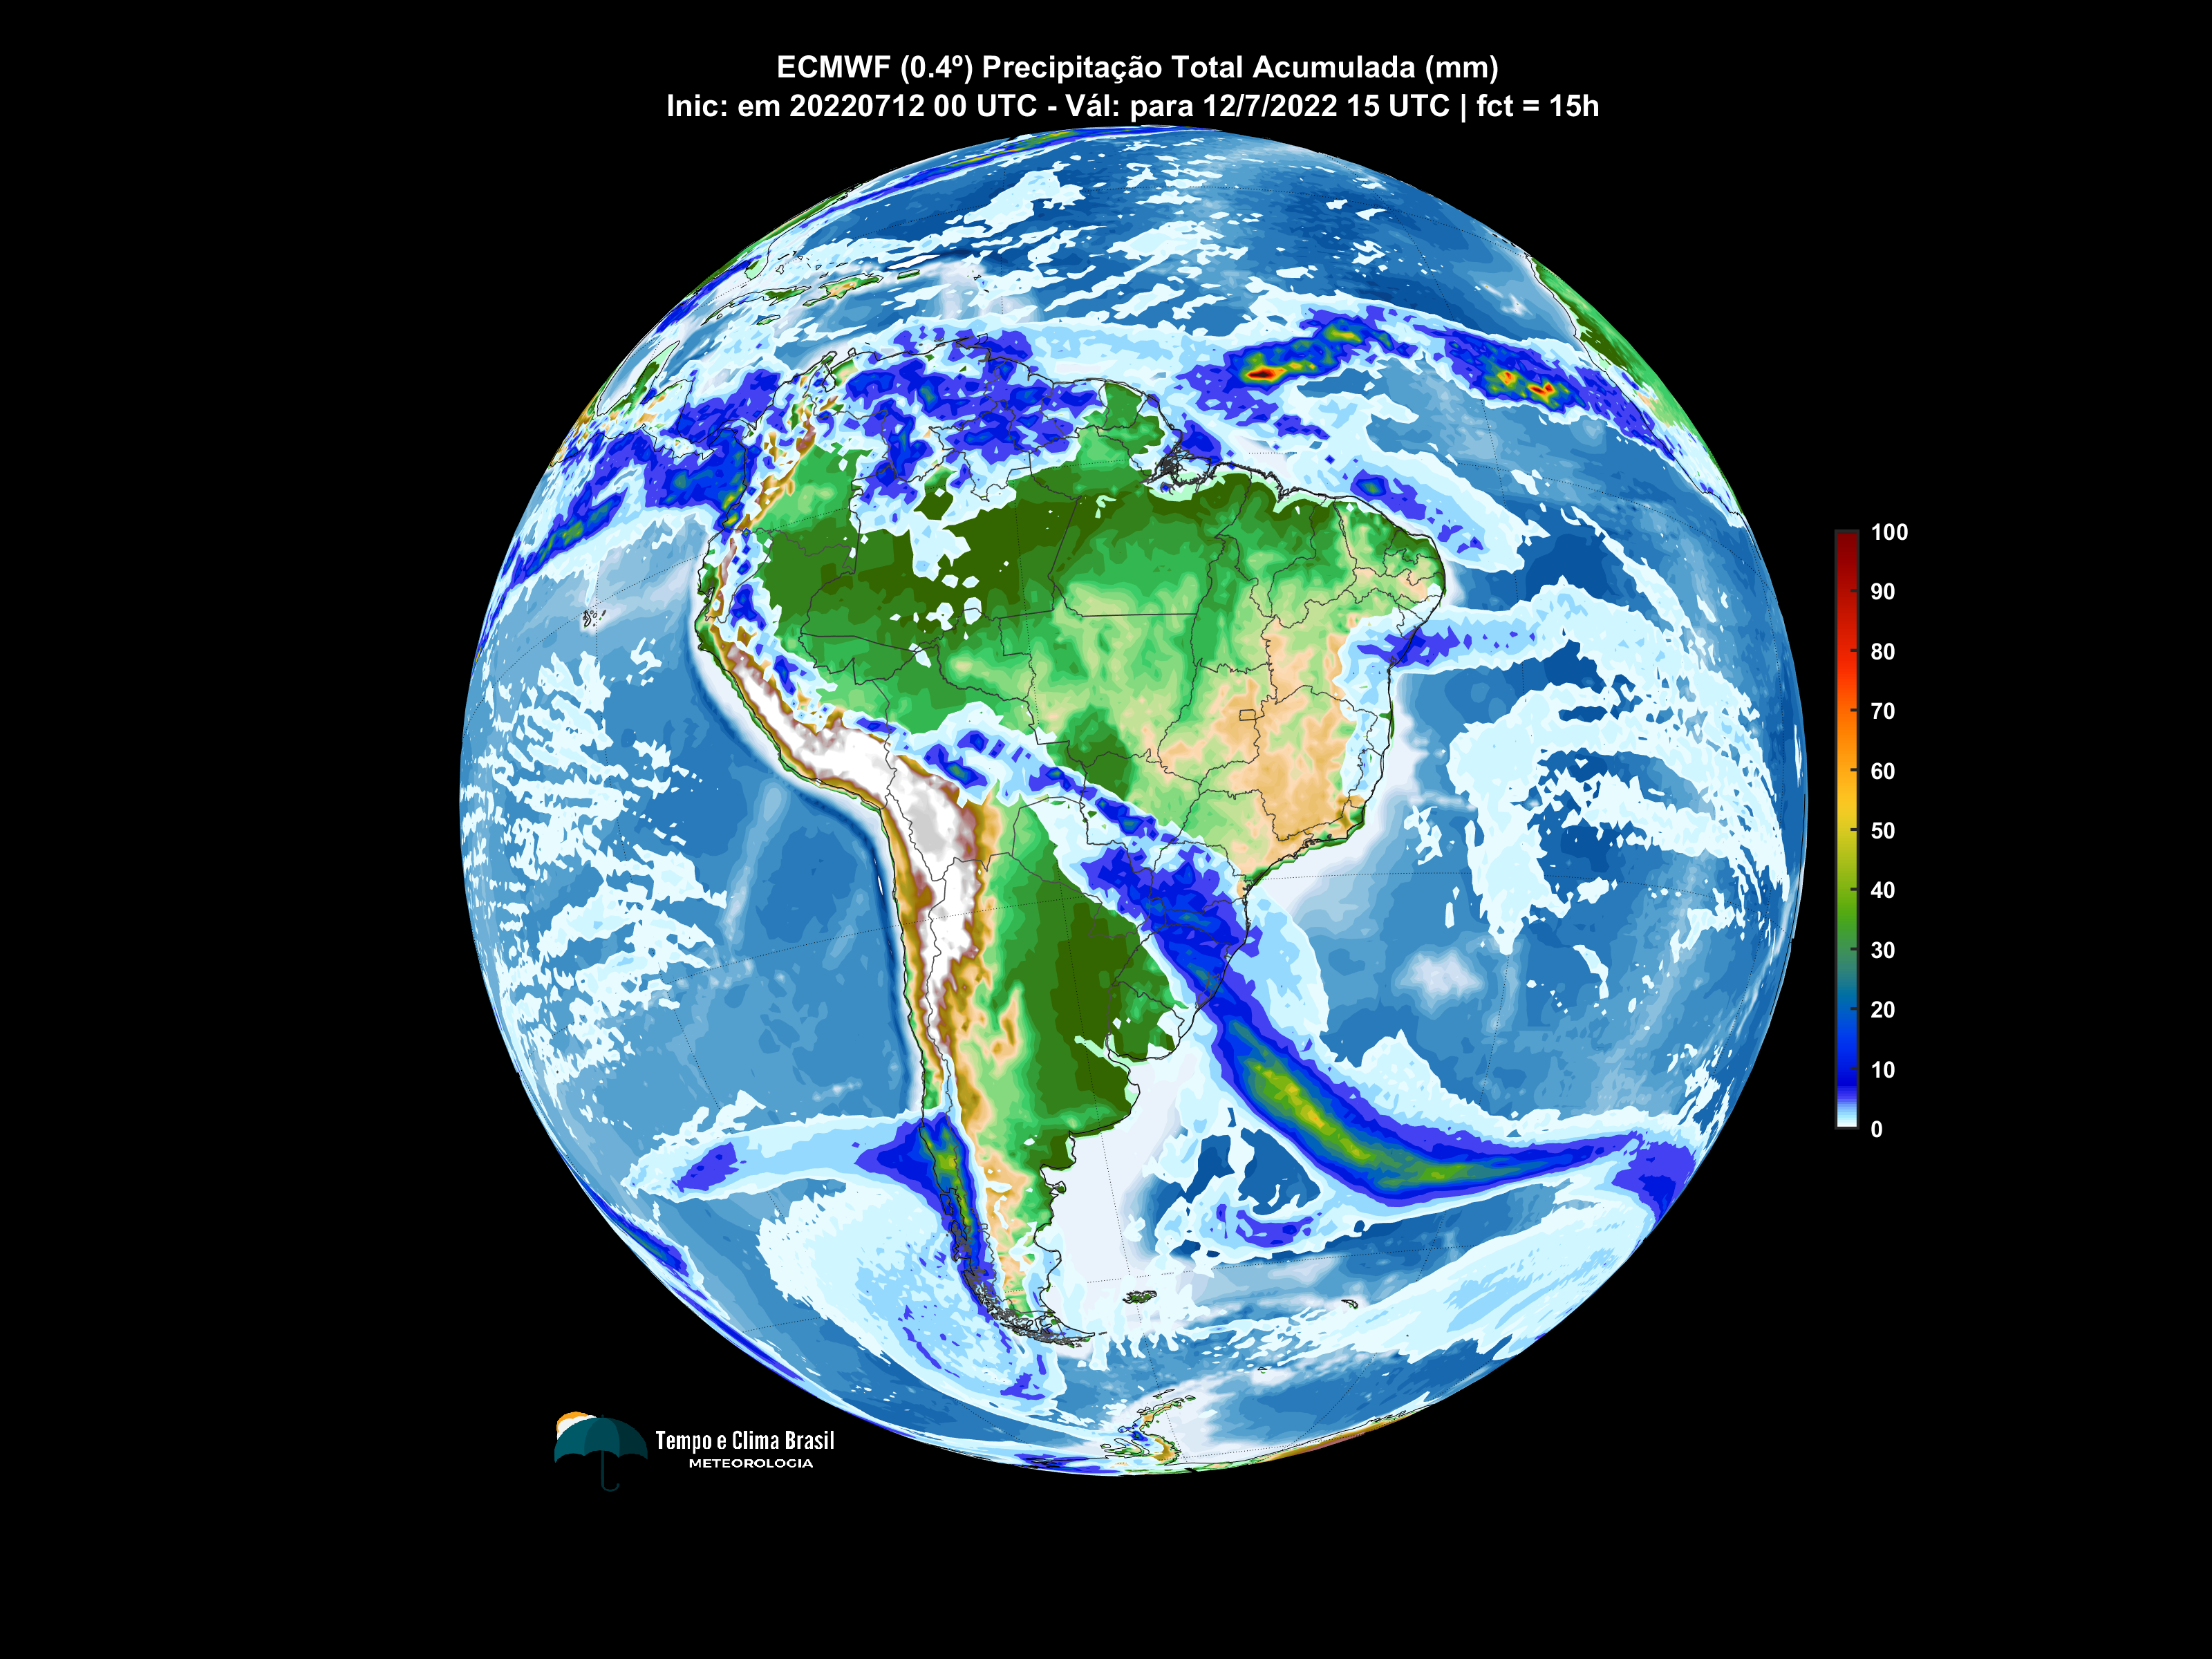 ECMWF (0.4º) Precipitação Total Acumulada (mm)
Inic: em 20220712 00 UTC - Vál: para 12/7/2022 15 UTC | fct = 15h
100
90
80
70
60
50
40
30
20
10
0
Tempo e Clima Brasil
METEOROLOGIA